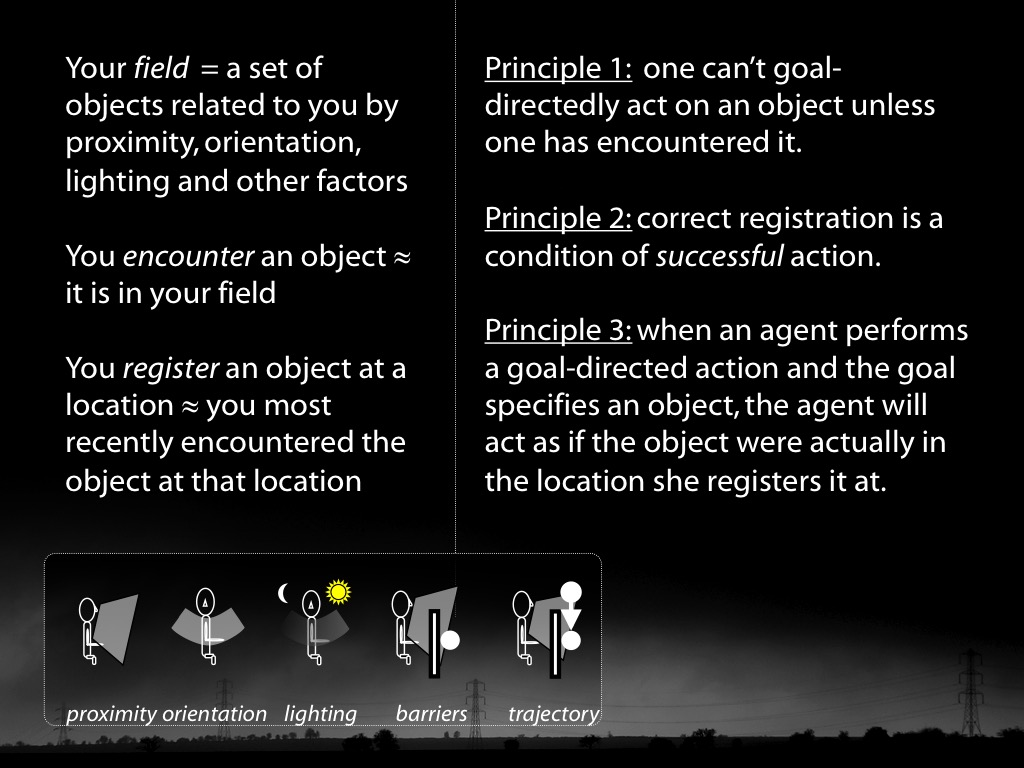 Your field = a set of
objects related to you by
proximity, orientation,
lighting and other factors
You encounter an object ≈
it is in your field
You register an object at a
location ≈ you most
recently encountered the
object at that location
Principle 1: one can’t goal-
directedly act on an object unless
one has encountered it.
Principle 2: correct registration is a
condition of successful action.
Principle 3: when an agent performs
a goal-directed action and the goal
specifies an object, the agent will
act as if the object were actually in
the location she registers it at.
proximity orientation lighting barriers trajectory